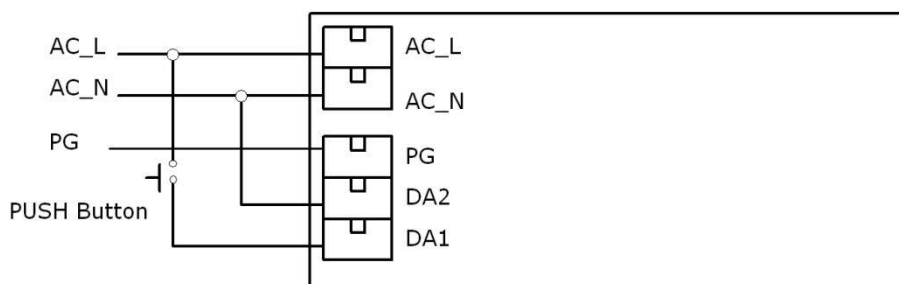 AC_L
AC_L
AC_N
AC_N
PG
PG
DA2
PUSH Button
DA1